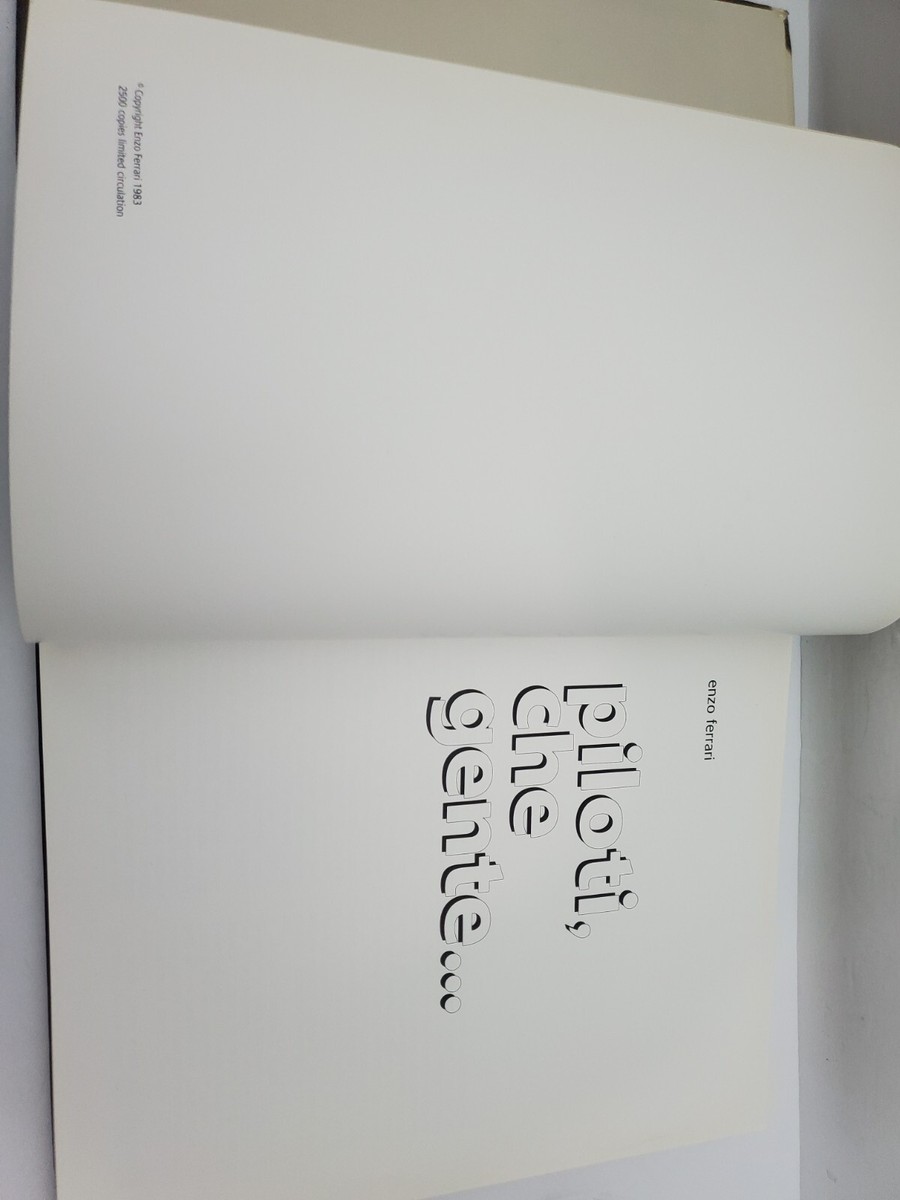 © Copyright Enzo Ferrari 1983
2500 copies limited circulation
enzo ferrari
piloti,
che
gente...